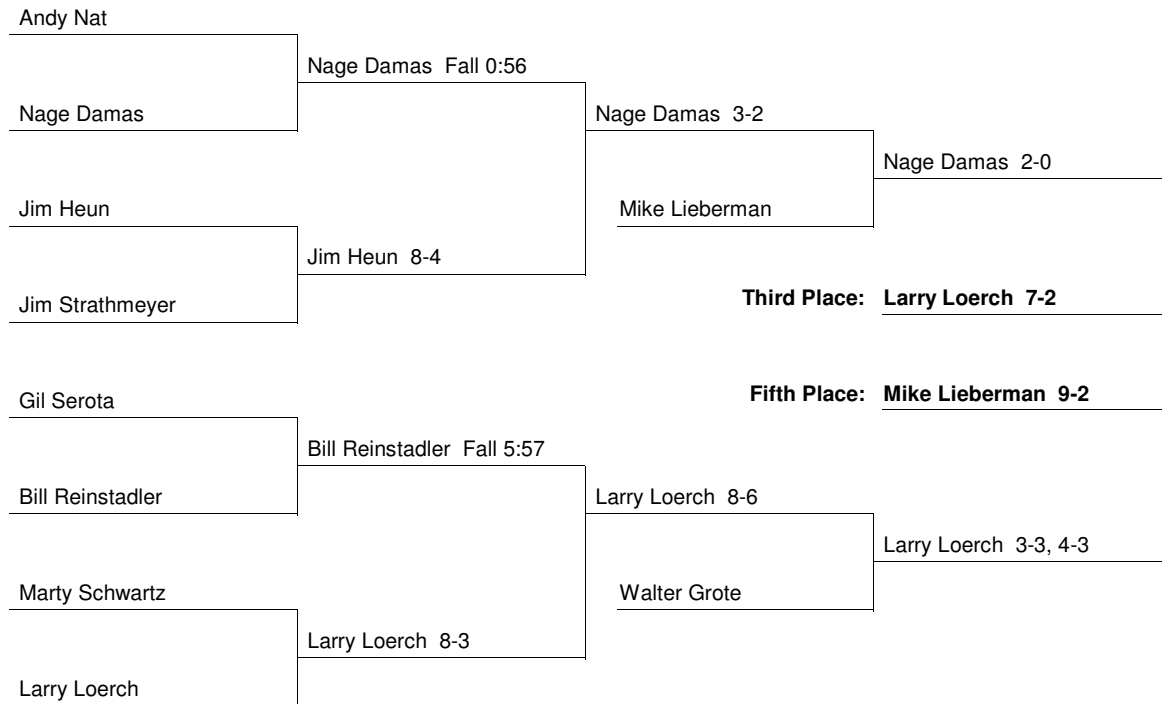 Andy Nat
Nage Damas Fall 0:56
Nage Damas
Nage Damas 3-2
Nage Damas 2-0
Jim Heun
Mike Lieberman
Jim Heun 8-4
Jim Strathmeyer
Third Place: Larry Loerch 7-2
Fifth Place: Mike Lieberman 9-2
Gil Serota
Bill Reinstadler Fall 5:57
Bill Reinstadler
Larry Loerch 8-6
Larry Loerch 3-3, 4-3
Marty Schwartz
Walter Grote
Larry Loerch 8-3
Larry Loerch